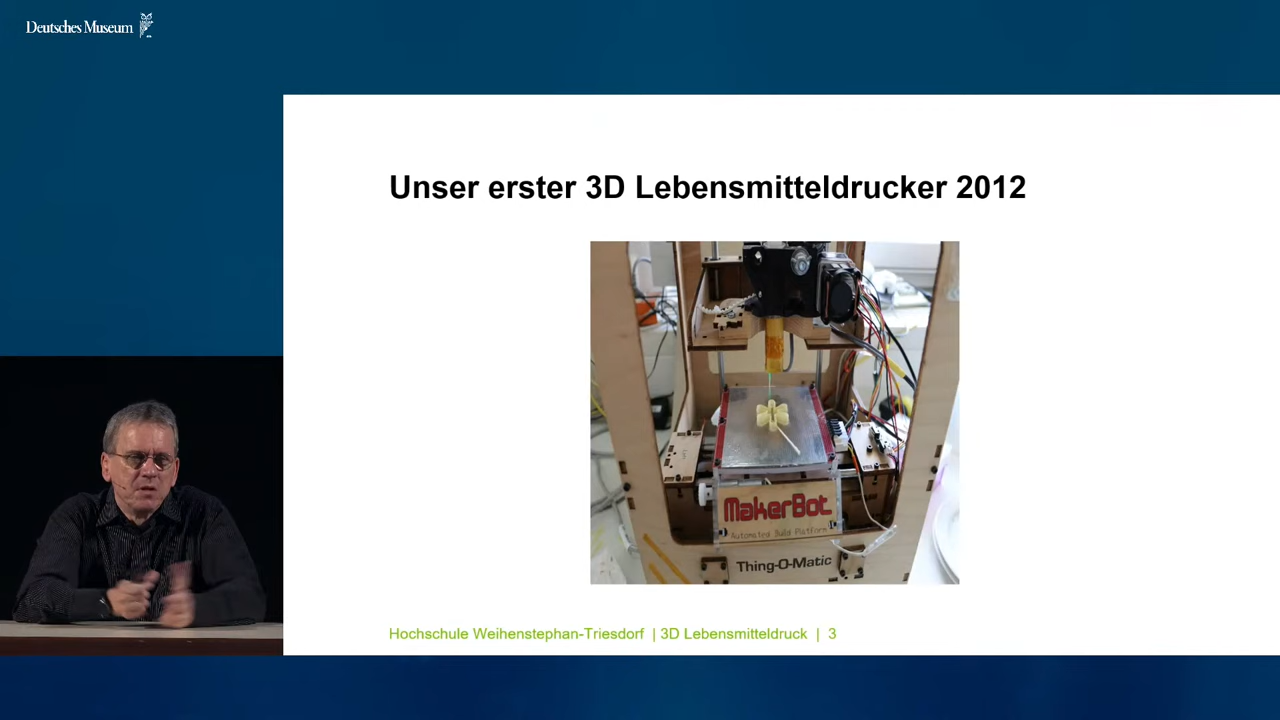 Deutsches Museum
Unser erster 3D Lebensmitteldrucker 2012
MakerBot
Automated Build Platform
Thing-O-Matic
Hochschule Weihenstephan-Triesdorf | 3D Lebensmitteldruck | 3